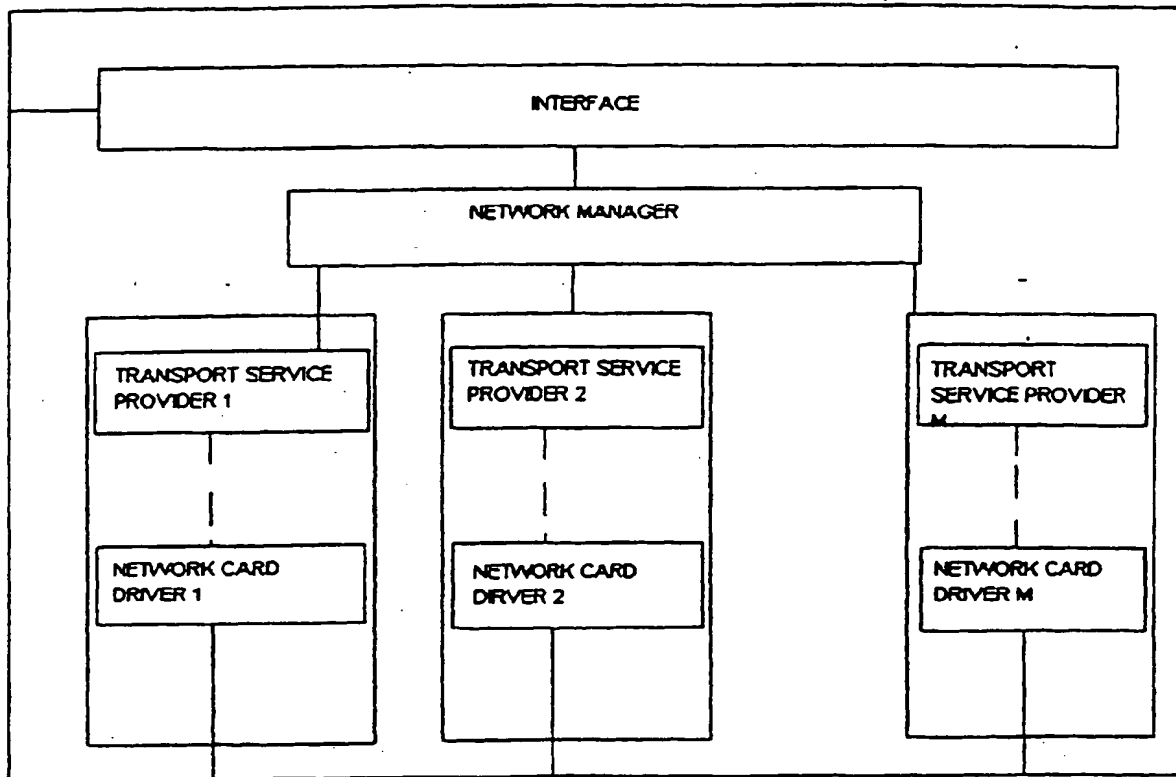 INTERFACE
NETWORK MANAGER
TRANSPORT SERVICE
PROVIDER 1
TRANSPORT SERVICE
PROVIDER 2
TRANSPORT
SERVICE PROVIDER
M
NETWORK CARD
DRIVER 1
NETWORK CARD
DIRVER 2
NETWORK CARD
DRIVER M